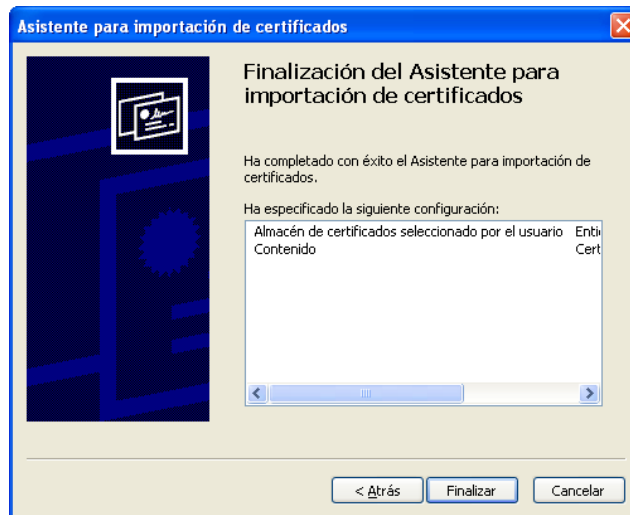 Asistente para importación de certificados
Finalización del Asistente para
importación de certificados
Ha completado con éxito el Asistente para importación de
certificados.
Ha especificado la siguiente configuración:
Almacén de certificados seleccionado por el usuario Enti
Contenido Cert
< Atrás Finalizar Cancelar